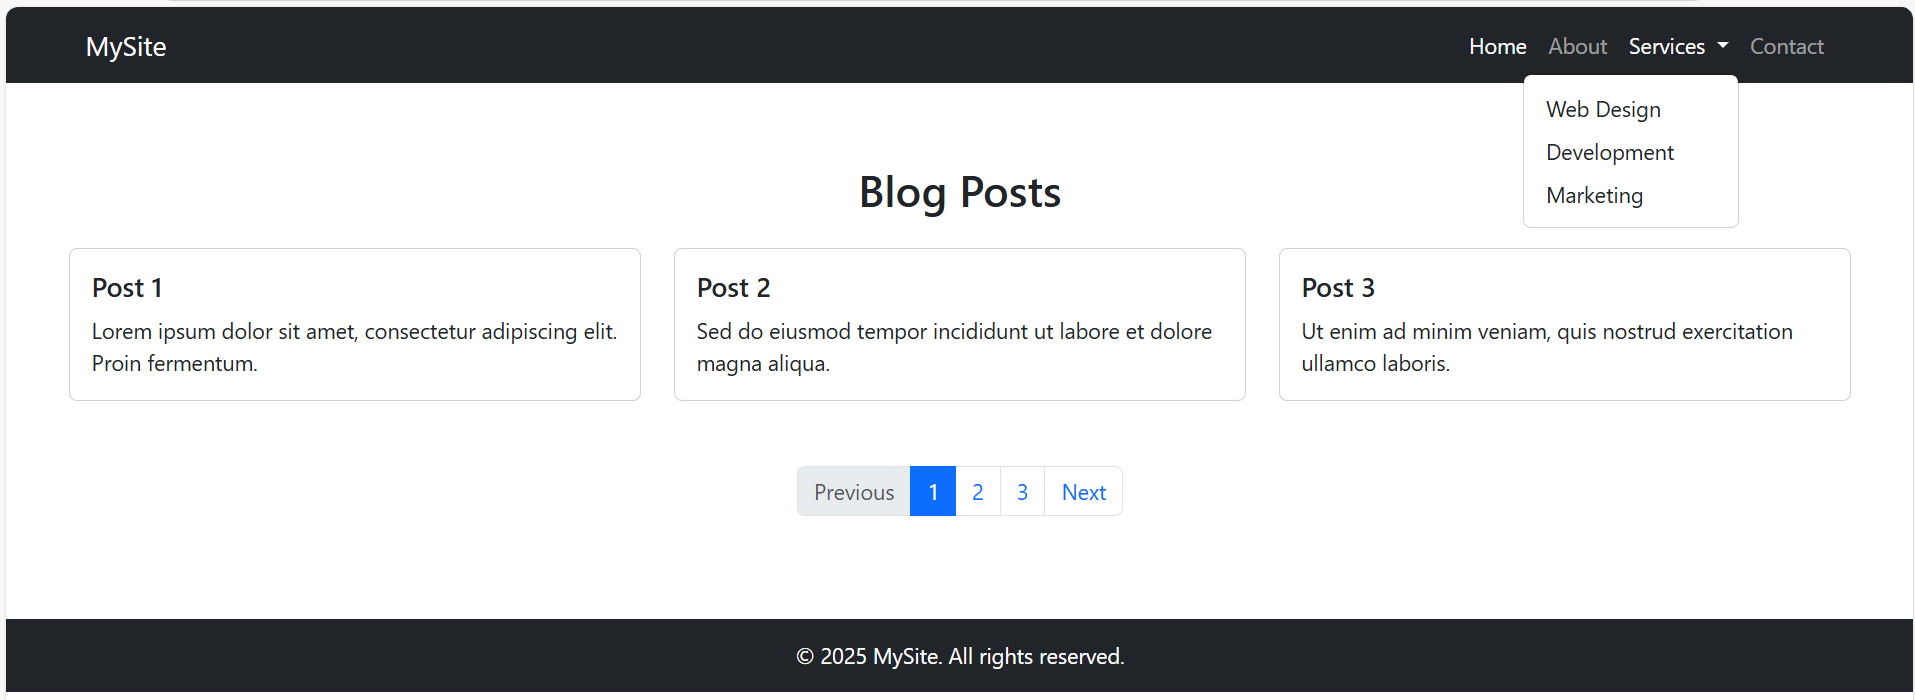 MySite
Home About Services Contact
Web Design
Development
Marketing
Blog Posts
Post 1
Lorem ipsum dolor sit amet, consectetur adipiscing elit.
Proin fermentum.
Post 2
Sed do eiusmod tempor incididunt ut labore et dolore
magna aliqua.
Post 3
Ut enim ad minim veniam, quis nostrud exercitation
ullamco laboris.
Previous 1 2 3 Next
© 2025 MySite. All rights reserved.